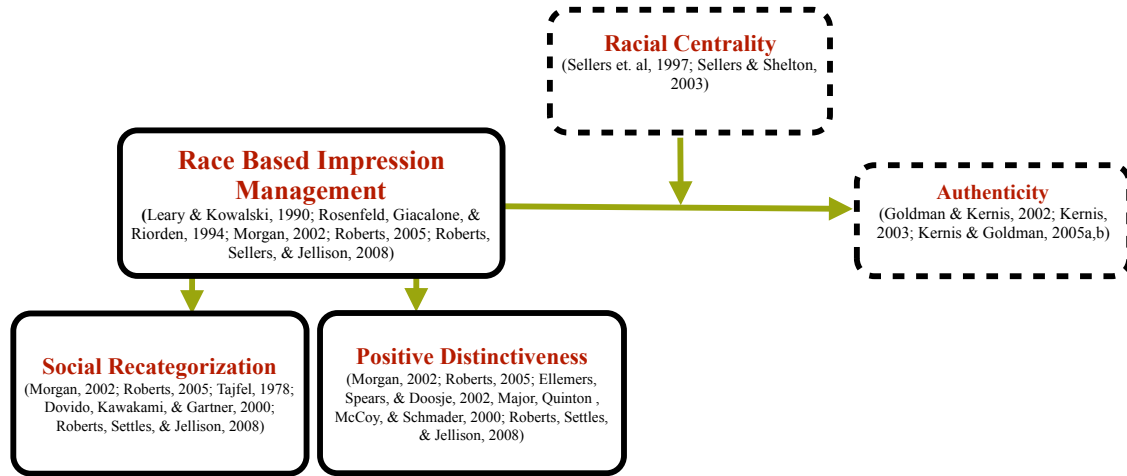 Racial Centrality
(Sellers et. al, 1997; Sellers & Shelton,
2003)
Race Based Impression
Management
(Leary & Kowalski, 1990; Rosenfeld, Giacalone, &
Riorden, 1994; Morgan, 2002; Roberts, 2005; Roberts,
Sellers, & Jellison, 2008)
Authenticity
(Goldman & Kernis, 2002; Kernis,
2003; Kernis & Goldman, 2005a,b)
Social Recategorization
(Morgan, 2002; Roberts, 2005; Tajfel, 1978;
Dovido, Kawakami, & Gartner, 2000;
Roberts, Settles, & Jellison, 2008)
Positive Distinctiveness
(Morgan, 2002; Roberts, 2005; Ellemers,
Spears, & Doosje, 2002, Major, Quinton ,
McCoy, & Schmader, 2000; Roberts, Settles,
& Jellison, 2008)